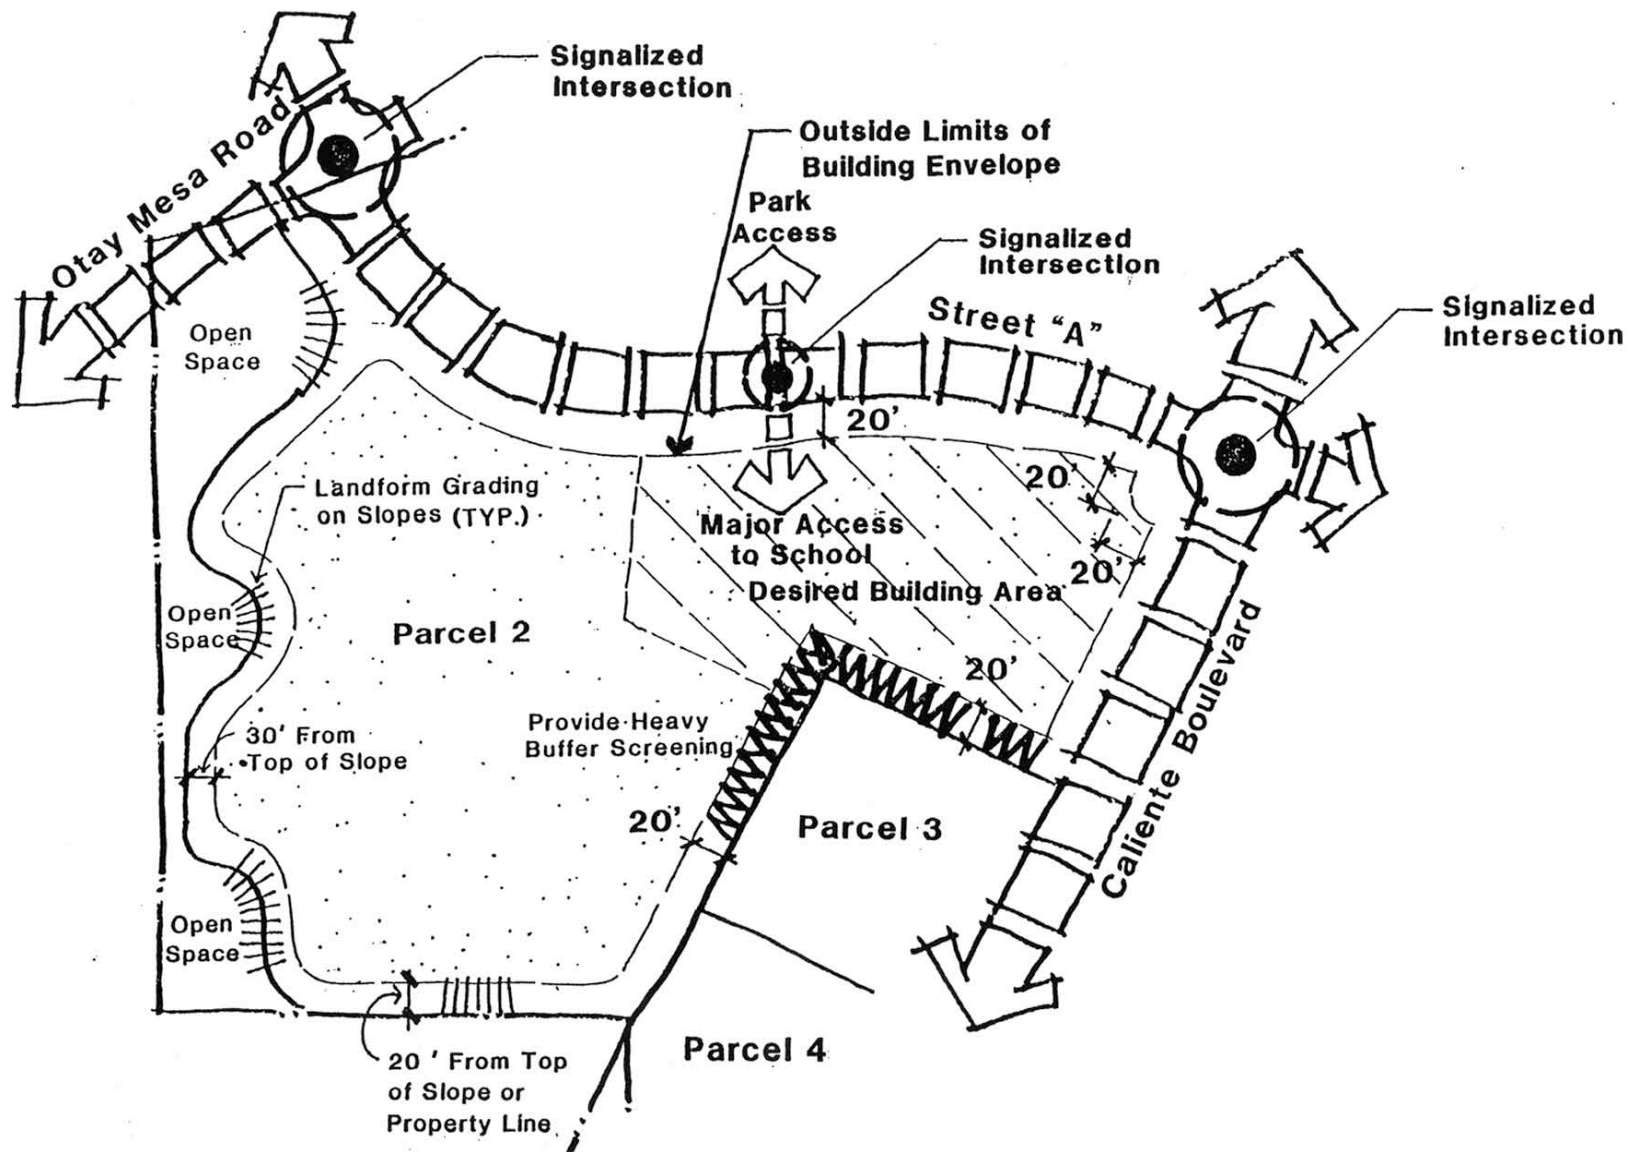 Signalized
Intersection
Otay Mesa Road
Outside Limits of
Building Envelope
Park
Access
Signalized
Intersection
Street "A"
Signalized
Intersection
Open
Space
20'
20'
Landform Grading
on Slopes (TYP.)
Major Access
to School
20'
Desired Building Area
Open
Space
Parcel 2
20'
Provide Heavy
Buffer Screening
30' From
Top of Slope
20'
Parcel 3
Caliente Boulevard
Open
Space
Parcel 4
20' From Top
of Slope or
Property Line